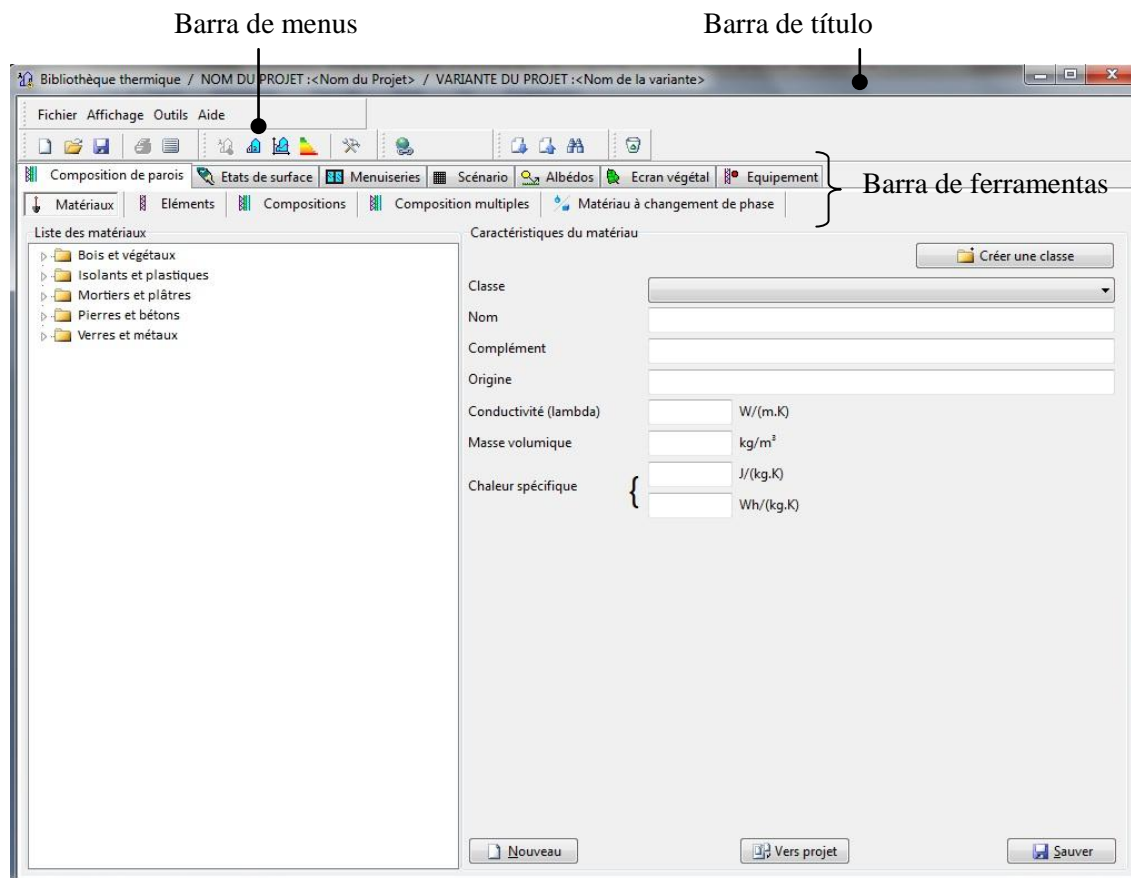 Barra de menus Barra de título
Bibliothèque thermique / NOM DU PROJET :<Nom du Projet> / VARIANTE DU PROJET :<Nom de la variante>
Fichier Affichage Outils Aide
Composition de parois Etats de surface Menuiseries Scénario Albédos Ecran végétal Equipement
Barra de ferramentas
Matériaux Eléments Compositions Composition multiples Matériau à changement de phase
Liste des matériaux
Bois et végétaux
Isolants et plastiques
Mortiers et plâtres
Pierres et bétons
Verres et métaux
Caractéristiques du matériau
Créer une classe
Classe
Nom
Complément
Origine
Conductivité (lambda) W/(m.K)
Masse volumique kg/m³
Chaleur spécifique { J/(kg.K)
Wh/(kg.K)
Nouveau Vers projet Sauver